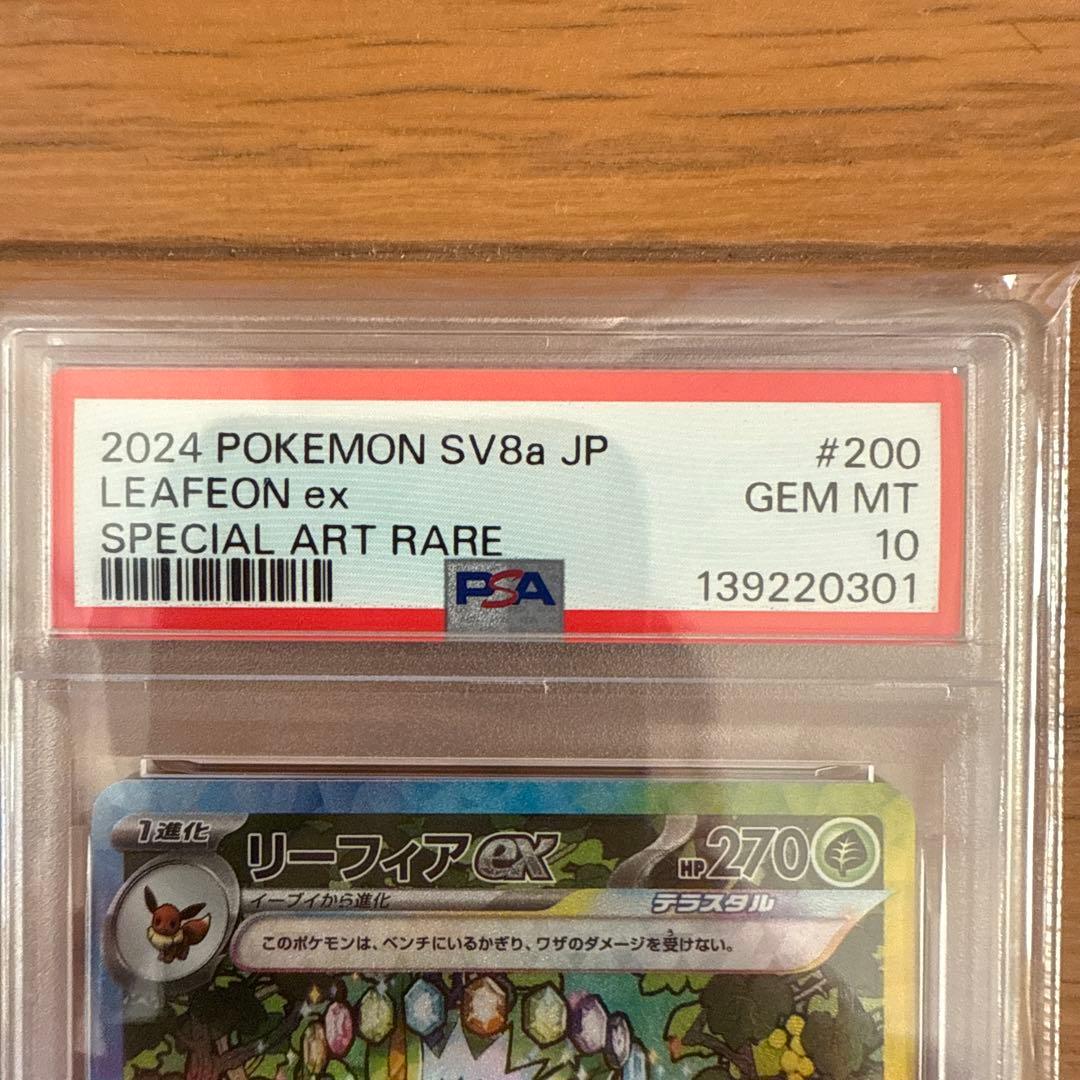 2024 POKEMON SV8a JP #200
LEAFEON ex GEM MT
SPECIAL ART RARE 10
PSA 139220301
1進化 リーフィアex HP270
イーブイから進化 テラスタル
このポケモンは、ベンチにいるかぎり、ワザのダメージを受けない。